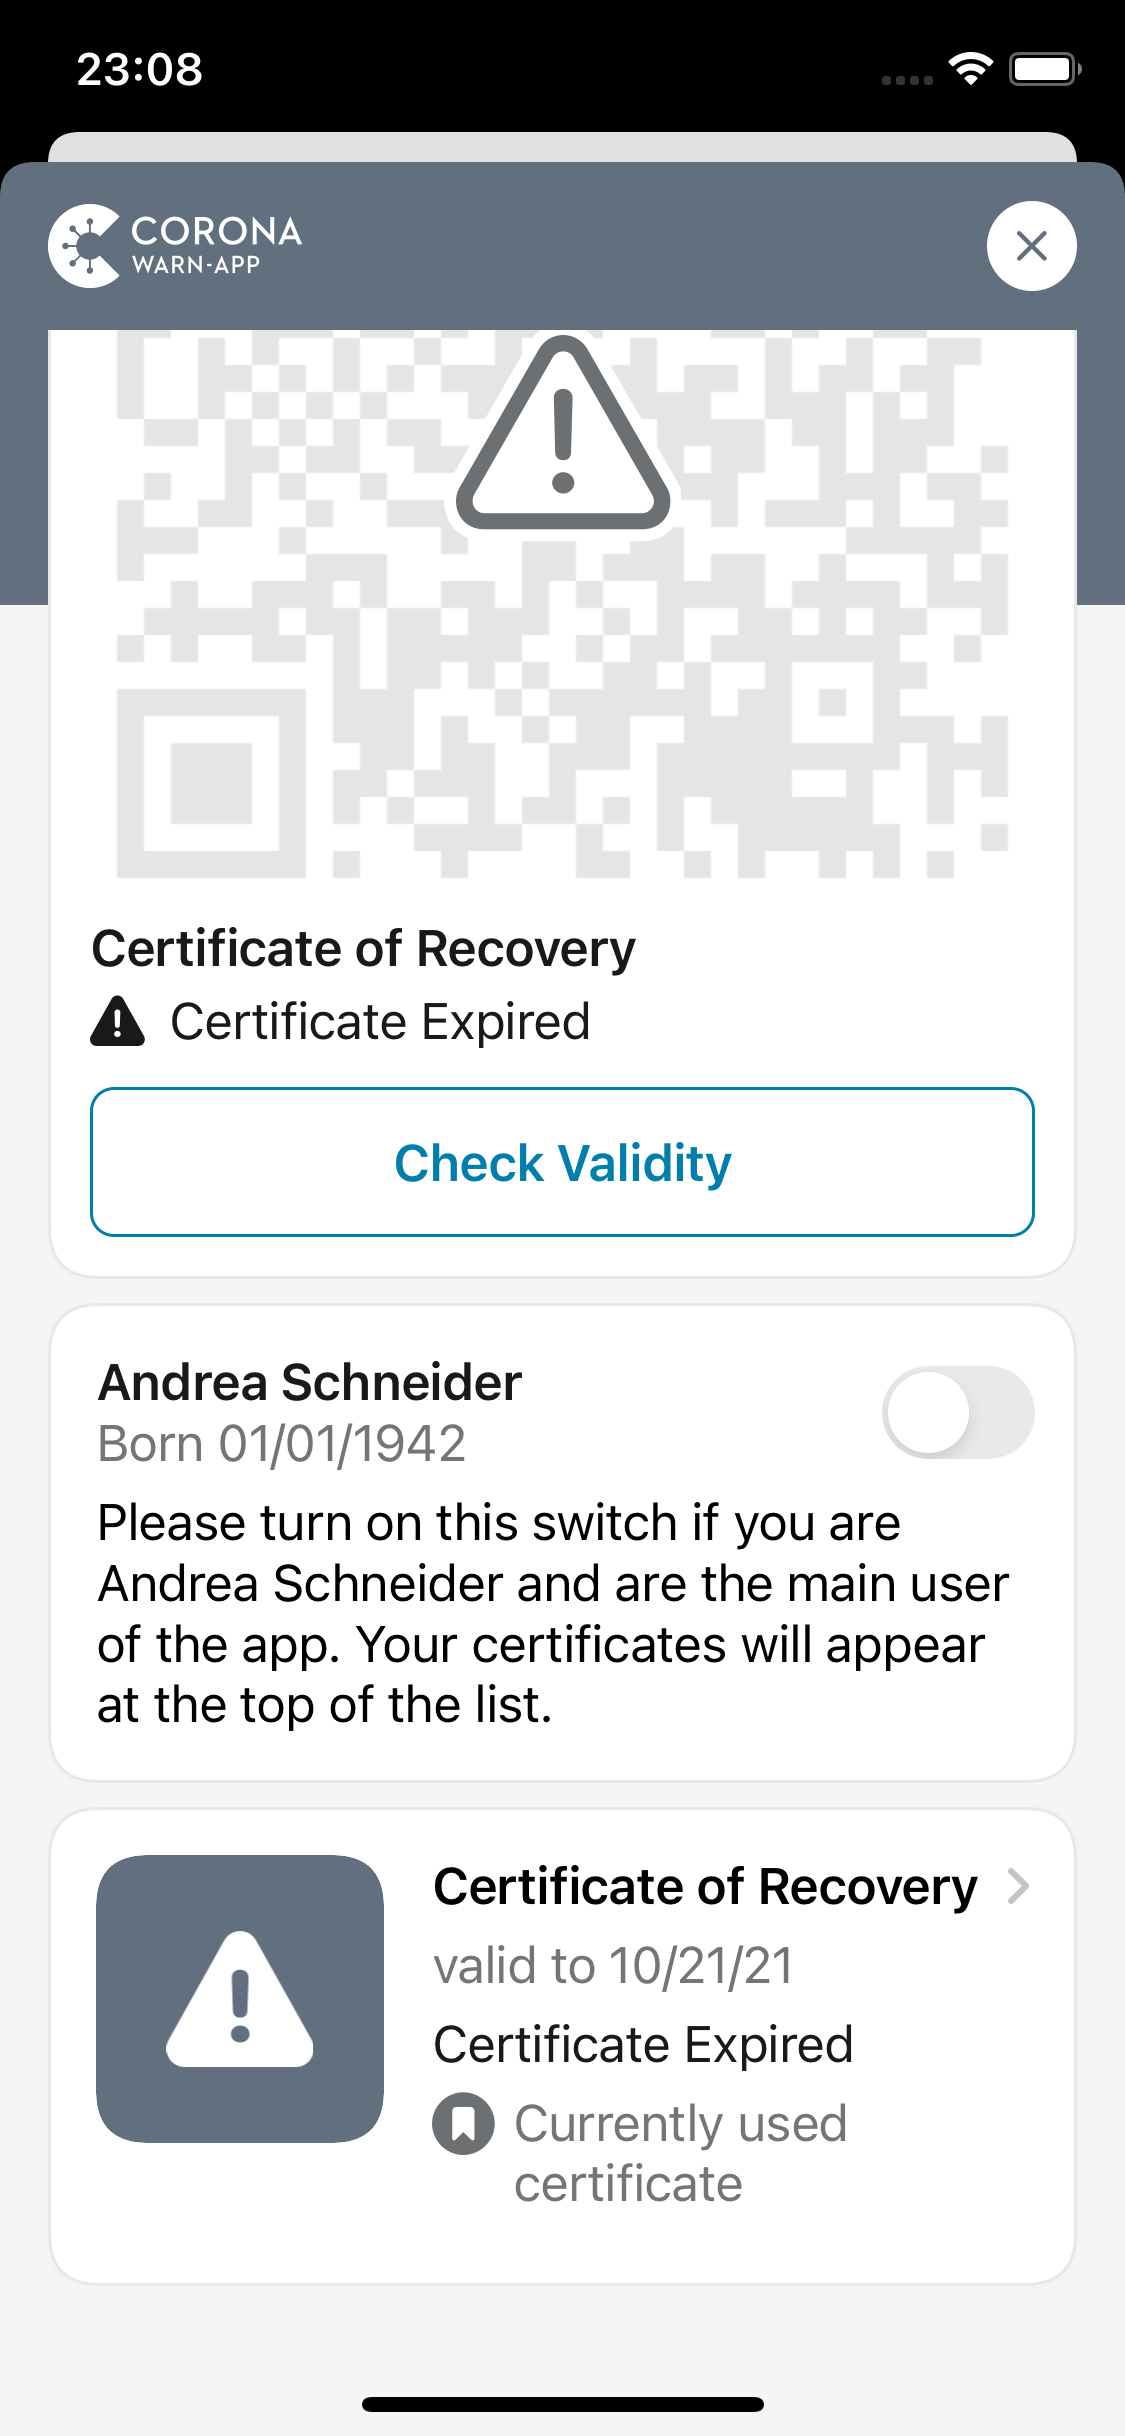 23:08
CORONA
WARN-APP
Certificate of Recovery
Certificate Expired
Check Validity
Andrea Schneider
Born 01/01/1942
Please turn on this switch if you are
Andrea Schneider and are the main user
of the app. Your certificates will appear
at the top of the list.
Certificate of Recovery
valid to 10/21/21
Certificate Expired
Currently used
certificate